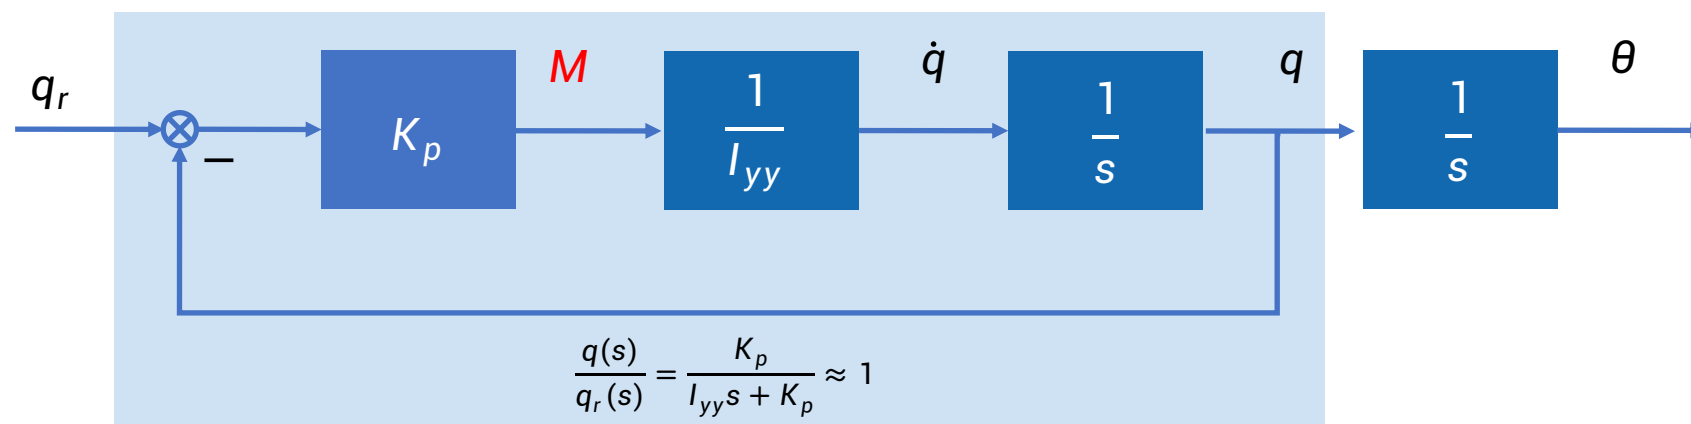 q_r
−
K_p
M
1/I_yy
q̇
1/s
q
1/s
θ
q(s)/q_r(s) = K_p/(I_yy s + K_p) ≈ 1